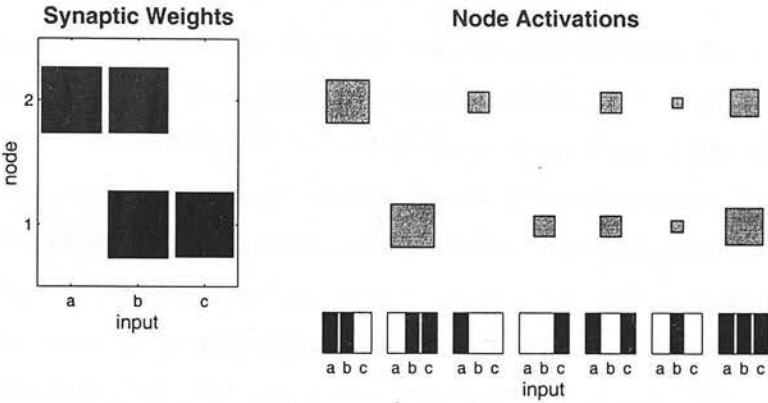 Synaptic Weights
Node Activations
2
node
1
a b c
input
a b c a b c a b c a b c a b c a b c a b c
input